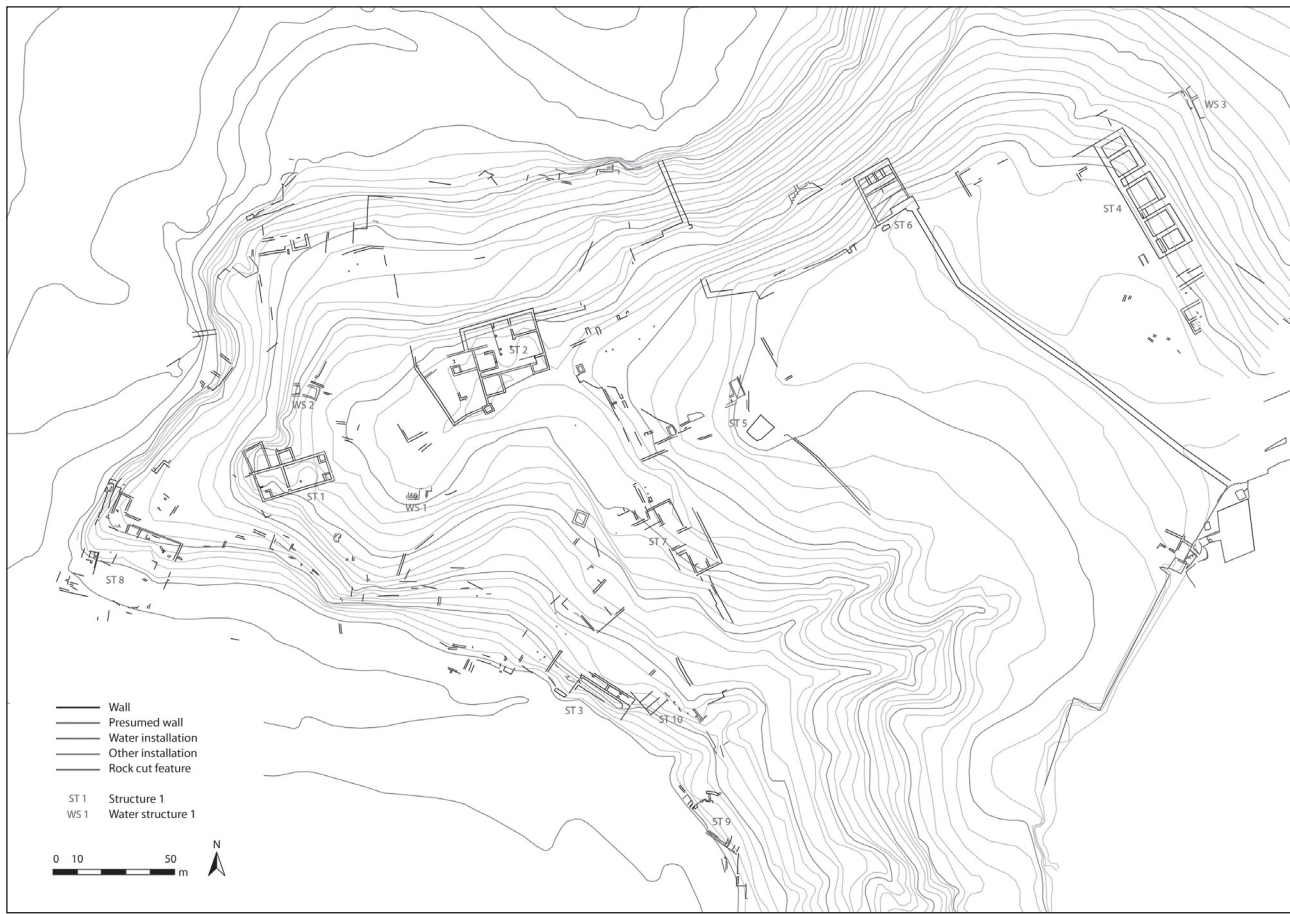 WS 3
ST 4
ST 6
ST 2
WS 2
ST 5
ST 1
WS 1
ST 7
ST 8
ST 3
ST 10
ST 9
Wall
Presumed wall
Water installation
Other installation
Rock cut feature
ST 1 Structure 1
WS 1 Water structure 1
0 10 50 m
N